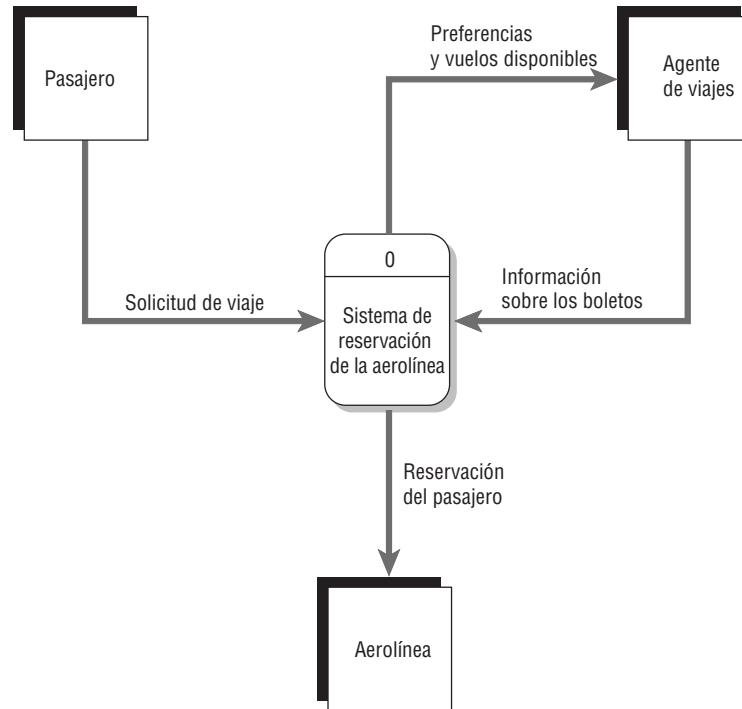 Pasajero
Preferencias
y vuelos disponibles
Agente
de viajes
0
Sistema de
reservación
de la aerolínea
Solicitud de viaje
Información
sobre los boletos
Reservación
del pasajero
Aerolínea